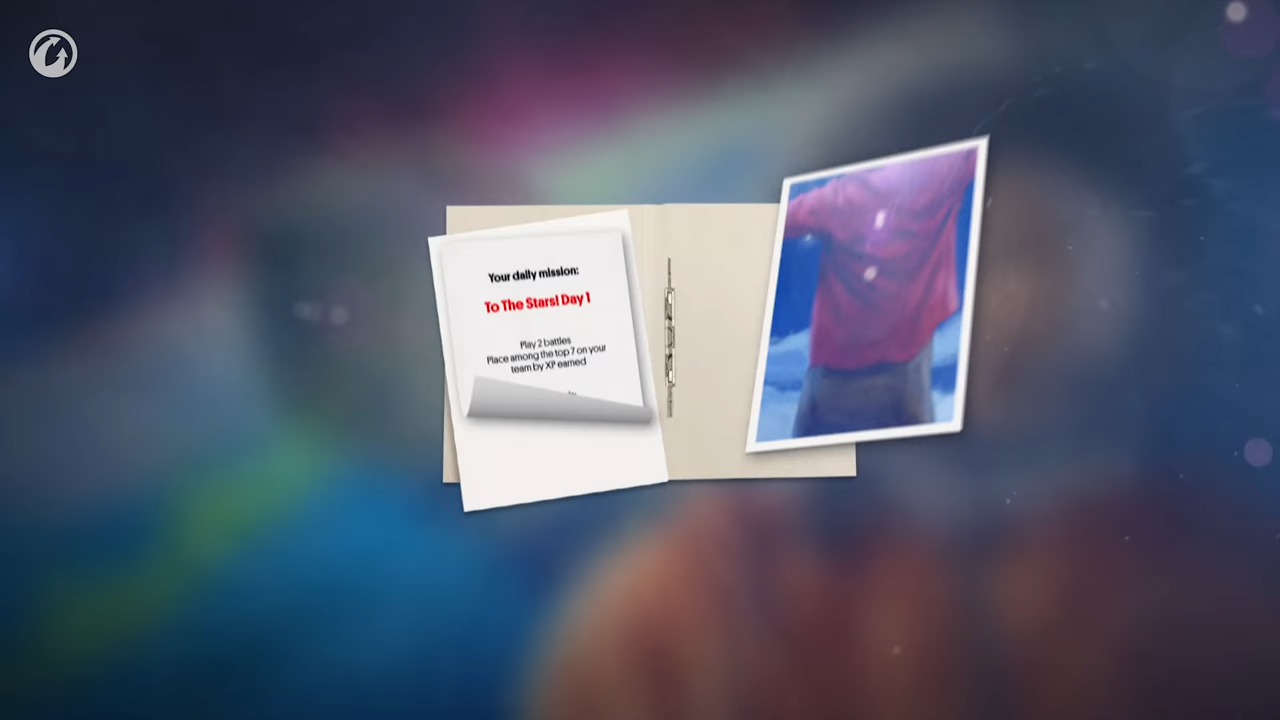 Your daily mission:
To The Stars! Day 1
Play 2 battles
Place among the top 7 on your
team by XP earned